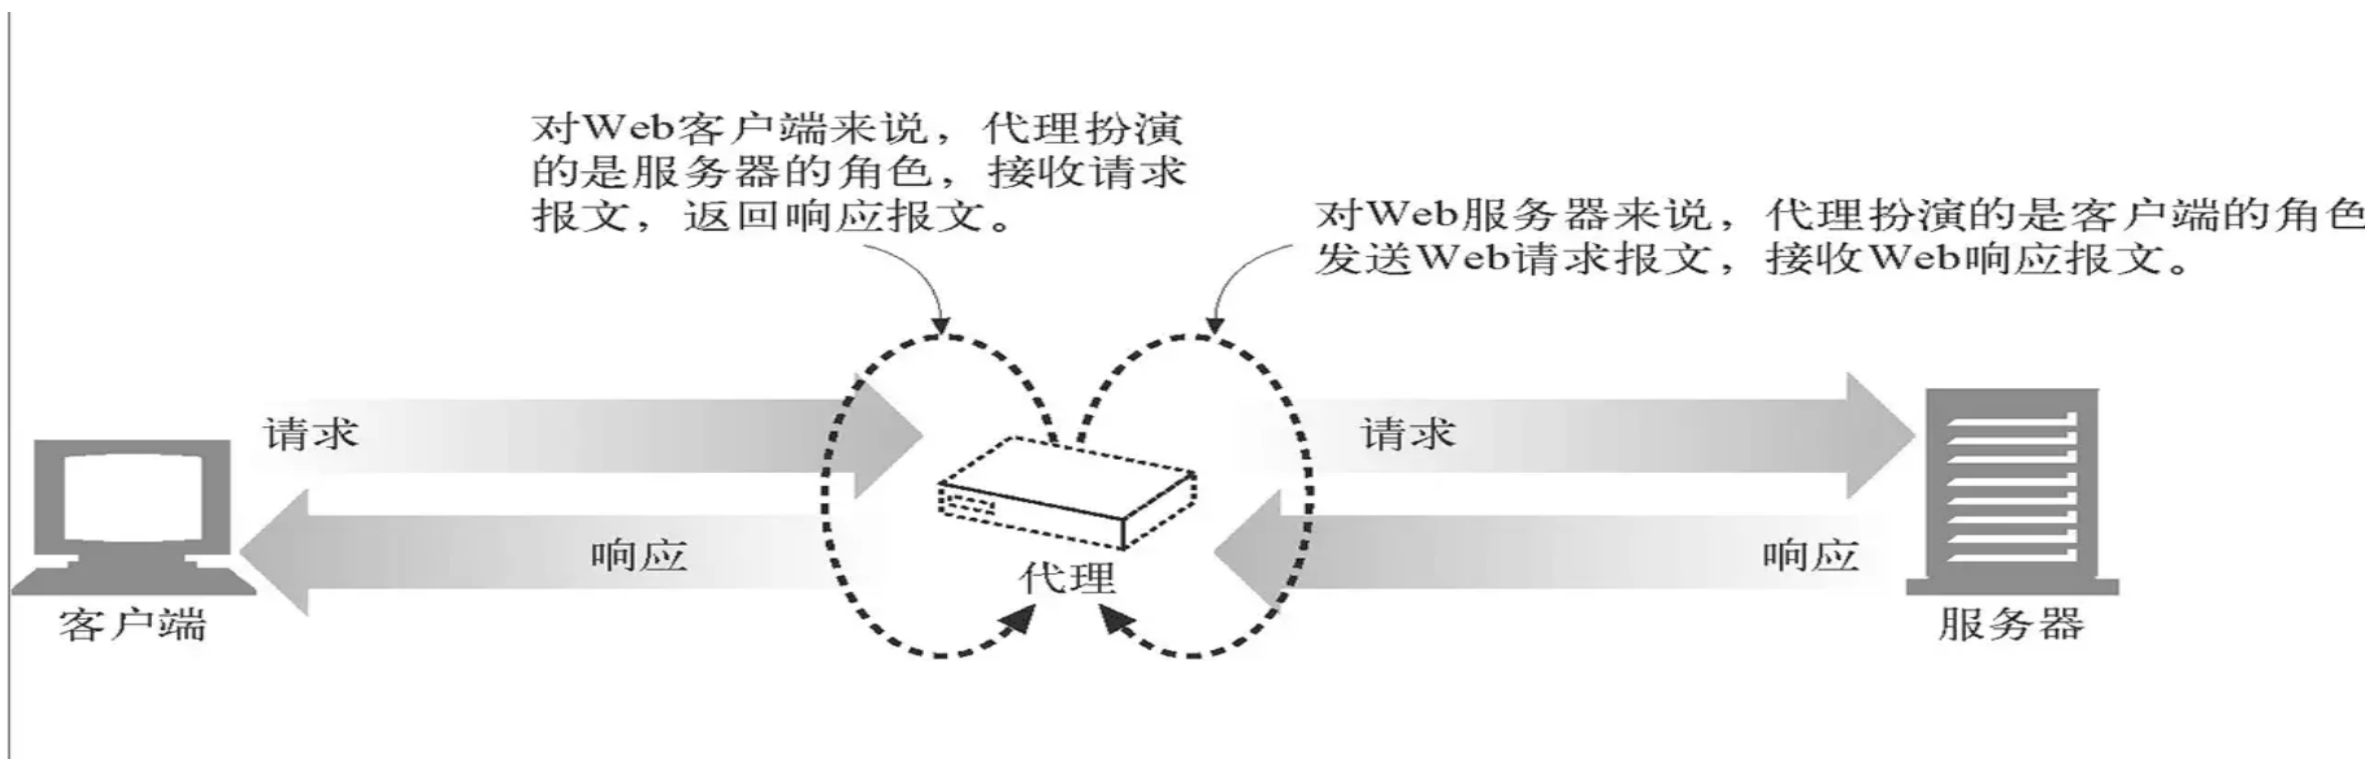 对Web客户端来说，代理扮演
的是服务器的角色，接收请求
报文，返回响应报文。
对Web服务器来说，代理扮演的是客户端的角色
发送Web请求报文，接收Web响应报文。
请求
请求
响应
响应
代理
客户端
服务器